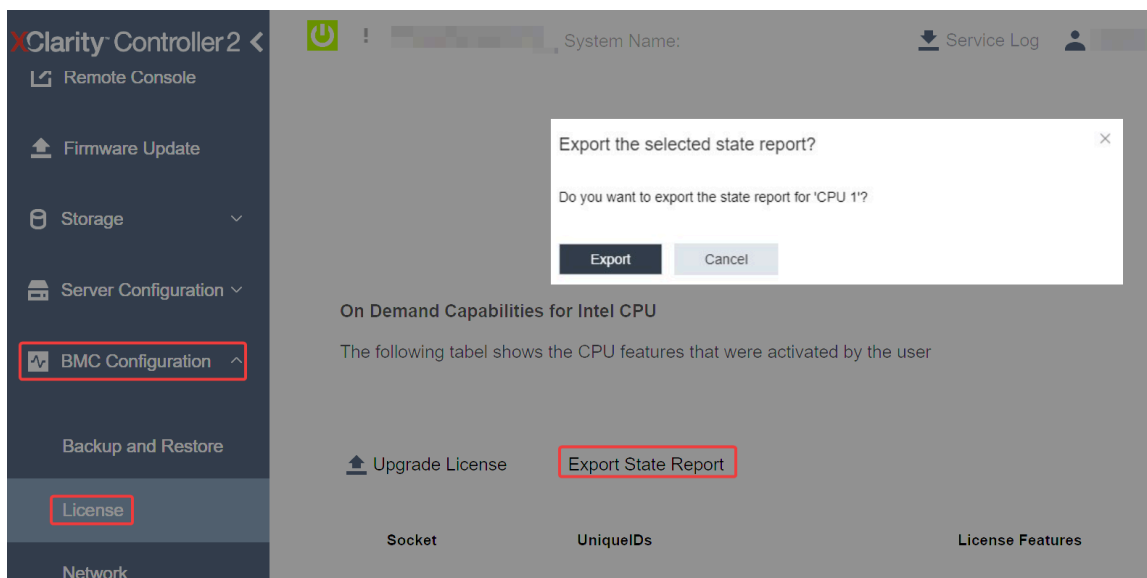 XClarity Controller 2
System Name:
Service Log
Remote Console
Firmware Update
Export the selected state report?
Do you want to export the state report for 'CPU 1'?
Storage
Export
Cancel
Server Configuration
On Demand Capabilities for Intel CPU
The following tabel shows the CPU features that were activated by the user
BMC Configuration
Backup and Restore
Upgrade License
Export State Report
License
Socket
UniqueIDs
License Features
Network